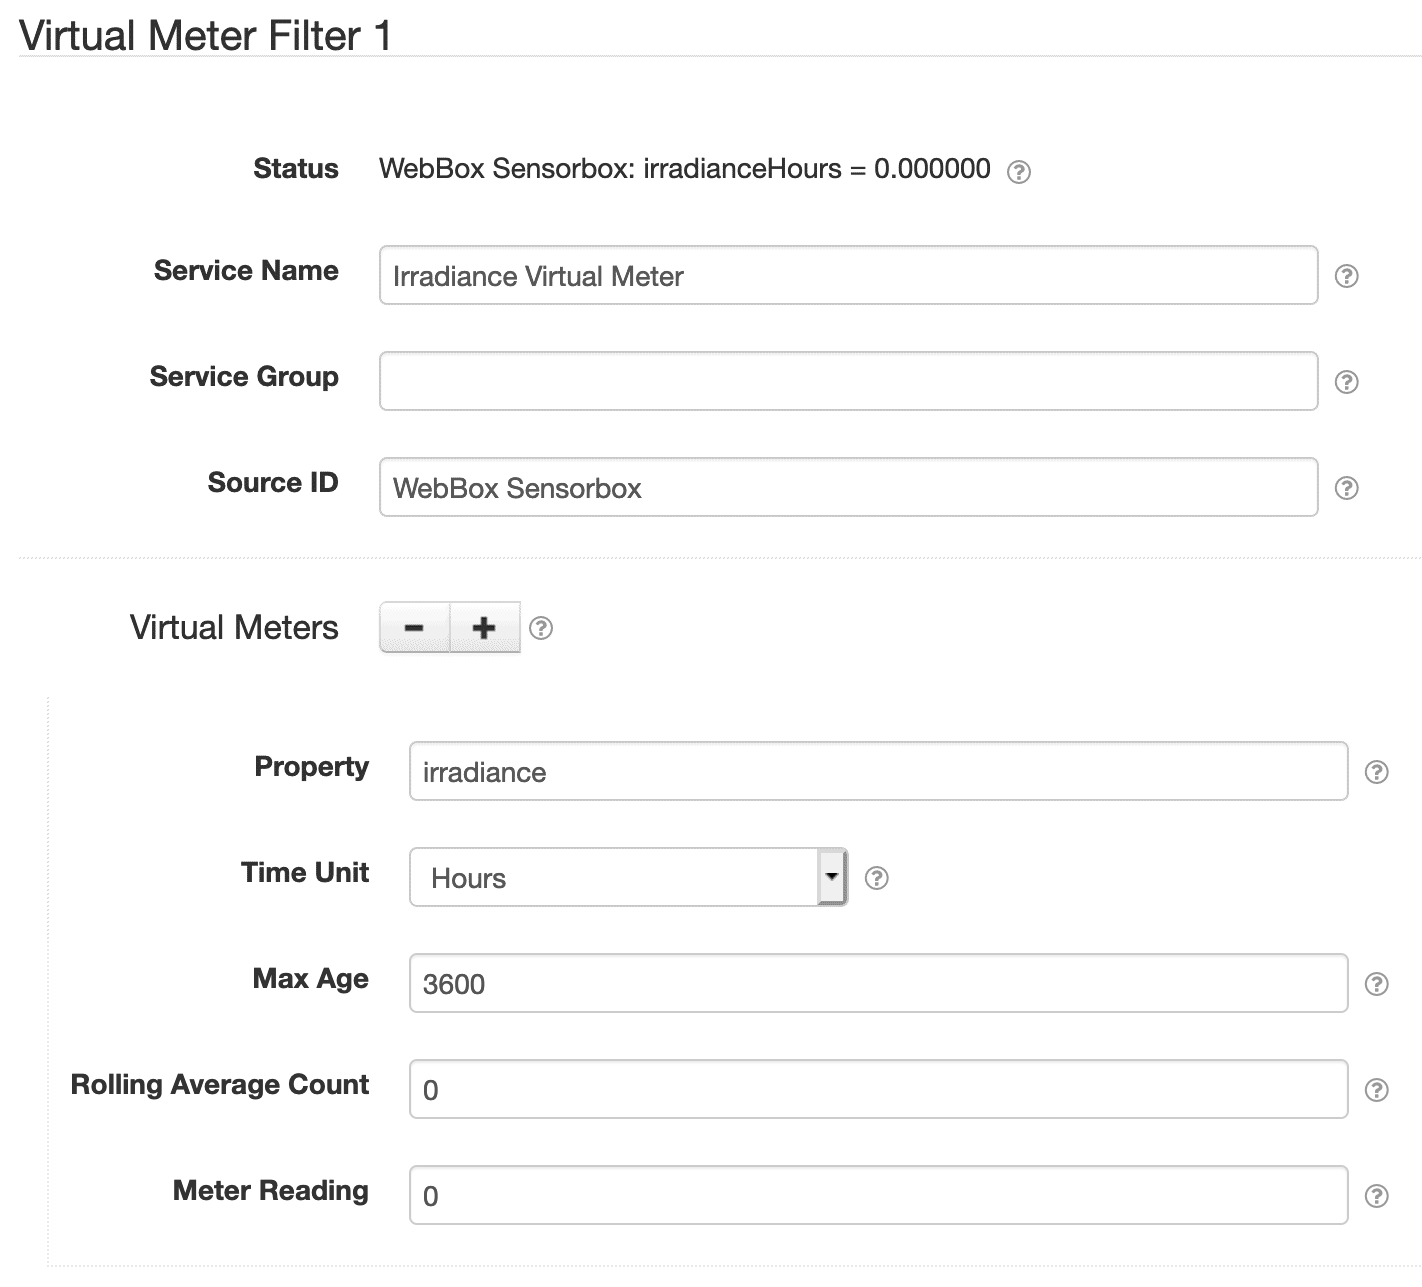 Virtual Meter Filter 1
Status WebBox Sensorbox: irradianceHours = 0.000000 ?
Service Name Irradiance Virtual Meter ?
Service Group ?
Source ID WebBox Sensorbox ?
Virtual Meters - + ?
Property irradiance ?
Time Unit Hours ?
Max Age 3600 ?
Rolling Average Count 0 ?
Meter Reading 0 ?